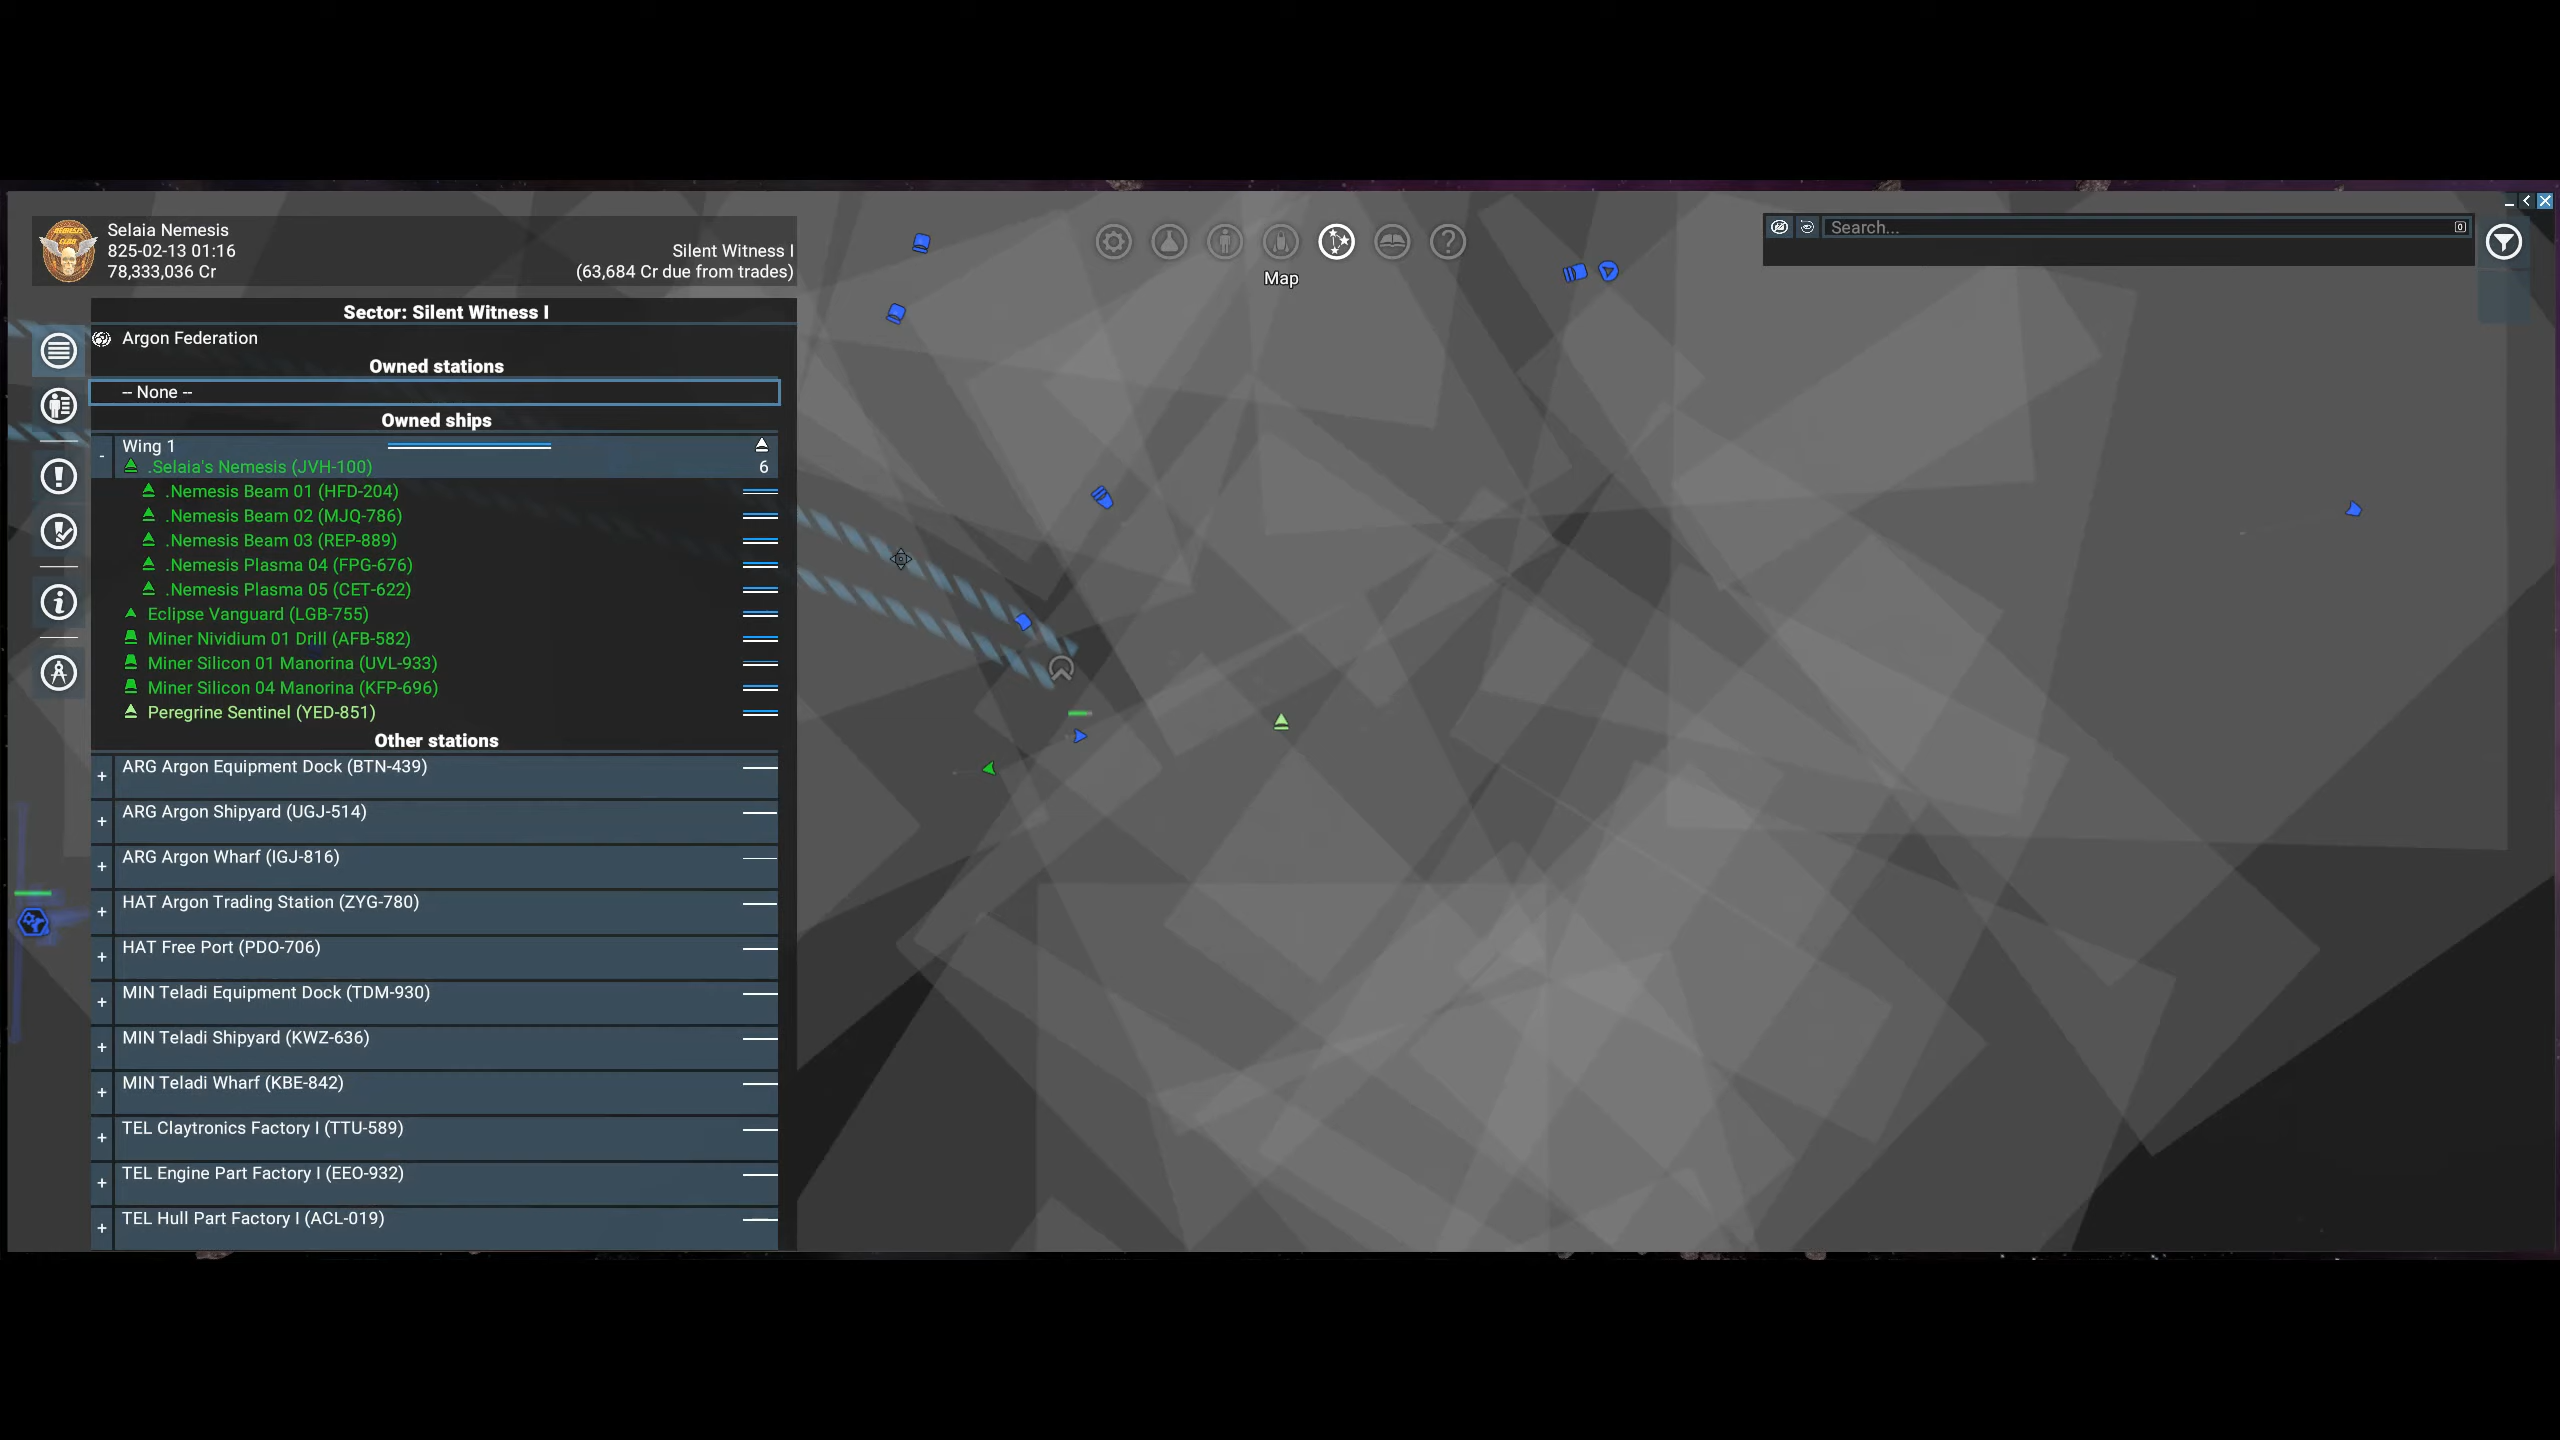 Selaia Nemesis
825-02-13 01:16
Silent Witness I
78,333,036 Cr
(63,684 Cr due from trades)
Map
Search...
Sector: Silent Witness I
Argon Federation
Owned stations
-- None --
Owned ships
- Wing 1
.Selaia's Nemesis (JVH-100) 6
.Nemesis Beam 01 (HFD-204)
.Nemesis Beam 02 (MJQ-786)
.Nemesis Beam 03 (REP-889)
.Nemesis Plasma 04 (FPG-676)
.Nemesis Plasma 05 (CET-622)
Eclipse Vanguard (LGB-755)
Miner Nividium 01 Drill (AFB-582)
Miner Silicon 01 Manorina (UVL-933)
Miner Silicon 04 Manorina (KFP-696)
Peregrine Sentinel (YED-851)
Other stations
+ ARG Argon Equipment Dock (BTN-439)
+ ARG Argon Shipyard (UGJ-514)
+ ARG Argon Wharf (IGJ-816)
+ HAT Argon Trading Station (ZYG-780)
+ HAT Free Port (PDO-706)
+ MIN Teladi Equipment Dock (TDM-930)
+ MIN Teladi Shipyard (KWZ-636)
+ MIN Teladi Wharf (KBE-842)
+ TEL Claytronics Factory I (TTU-589)
+ TEL Engine Part Factory I (EEO-932)
+ TEL Hull Part Factory I (ACL-019)